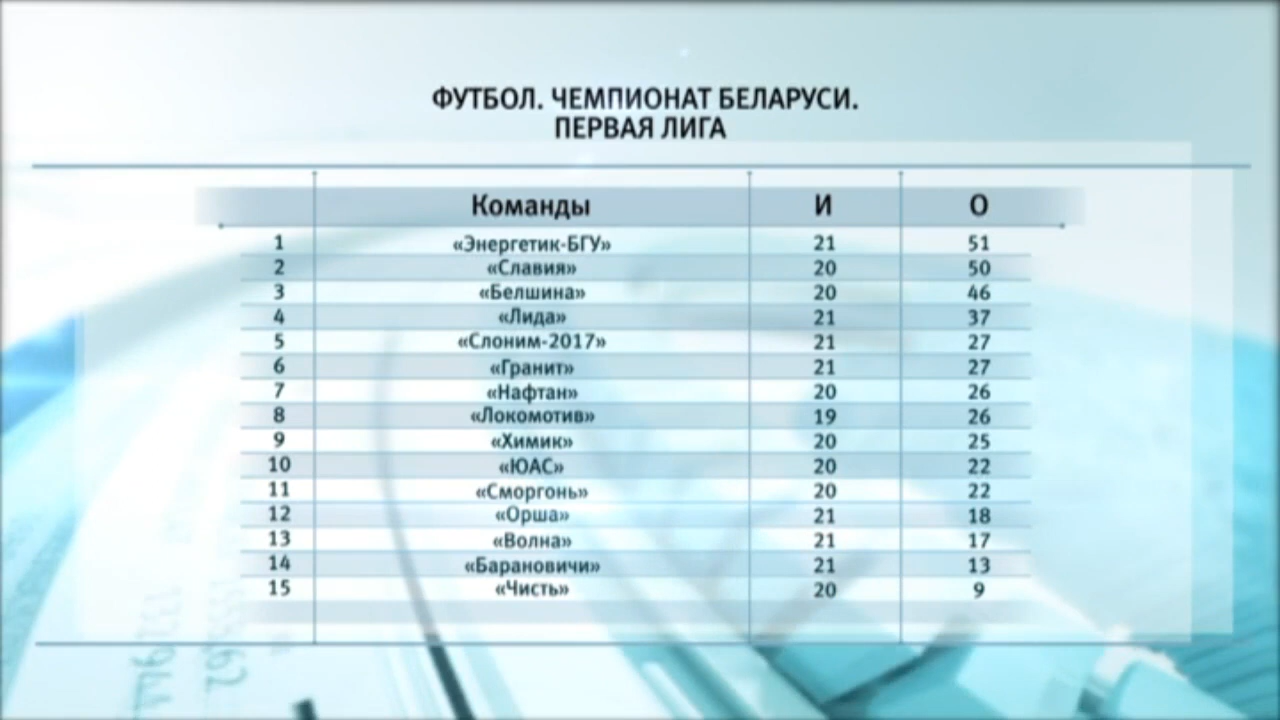 ФУТБОЛ. ЧЕМПИОНАТ БЕЛАРУСИ.
ПЕРВАЯ ЛИГА
Команды И О
1 «Энергетик-БГУ» 21 51
2 «Славия» 20 50
3 «Белшина» 20 46
4 «Лида» 21 37
5 «Слоним-2017» 21 27
6 «Гранит» 21 27
7 «Нафтан» 20 26
8 «Локомотив» 19 26
9 «Химик» 20 25
10 «ЮАС» 20 22
11 «Сморгонь» 20 22
12 «Орша» 21 18
13 «Волна» 21 17
14 «Барановичи» 21 13
15 «Чисть» 20 9